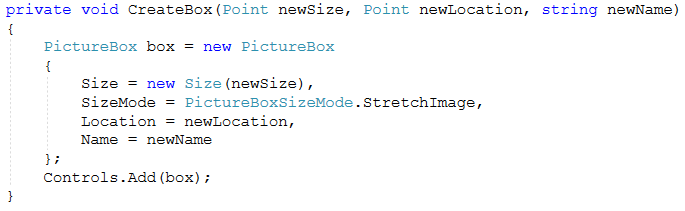 private void CreateBox(Point newSize, Point newLocation, string newName)
{
    PictureBox box = new PictureBox
    {
        Size = new Size(newSize),
        SizeMode = PictureBoxSizeMode.StretchImage,
        Location = newLocation,
        Name = newName
    };
    Controls.Add(box);
}